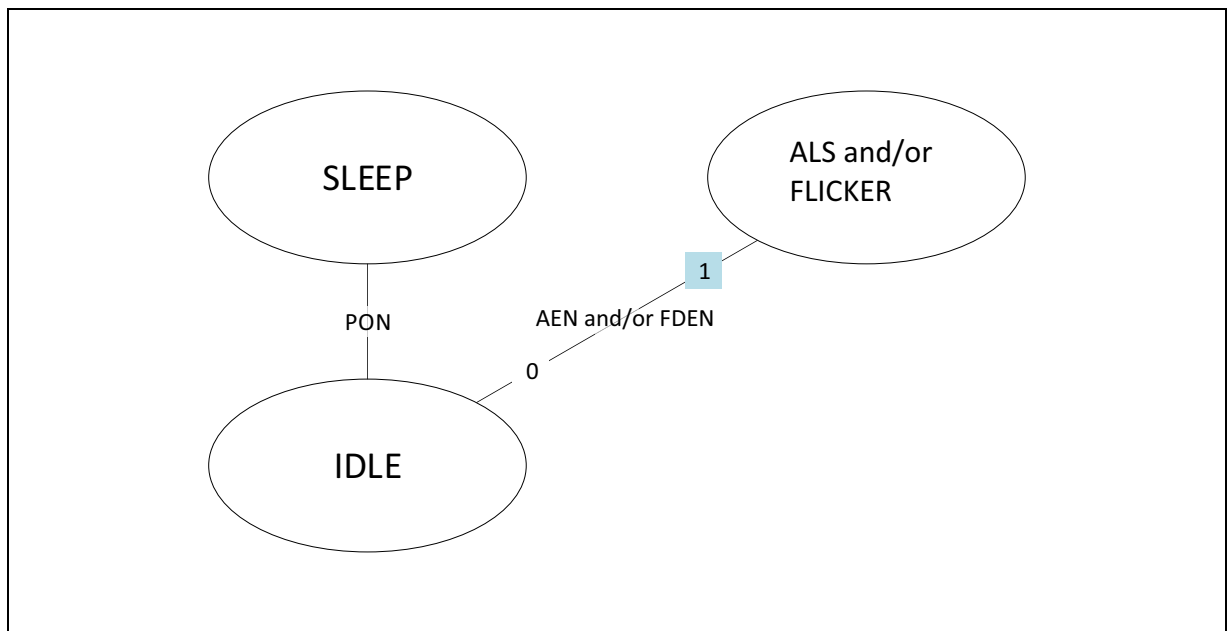 SLEEP
ALS and/or
FLICKER
1
PON
AEN and/or FDEN
0
IDLE